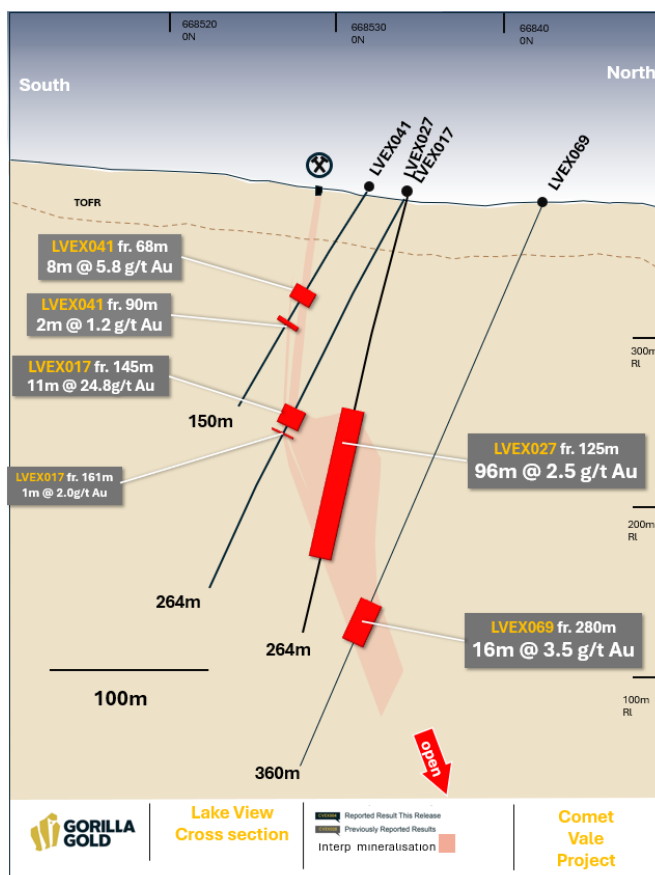 668520
0N
668530
0N
66840
0N
South
North
LVEX041
LVEX027
LVEX017
LVEX069
TOFR
LVEX041 fr. 68m
8m @ 5.8 g/t Au
LVEX041 fr. 90m
2m @ 1.2 g/t Au
LVEX017 fr. 145m
11m @ 24.8g/t Au
LVEX017 fr. 161m
1m @ 2.0g/t Au
LVEX027 fr. 125m
96m @ 2.5 g/t Au
LVEX069 fr. 280m
16m @ 3.5 g/t Au
300m
Rl
200m
Rl
100m
Rl
150m
264m
264m
360m
100m
open
GORILLA
GOLD
Lake View
Cross section
Reported Result This Release
Previously Reported Results
Interp mineralisation
Comet
Vale
Project